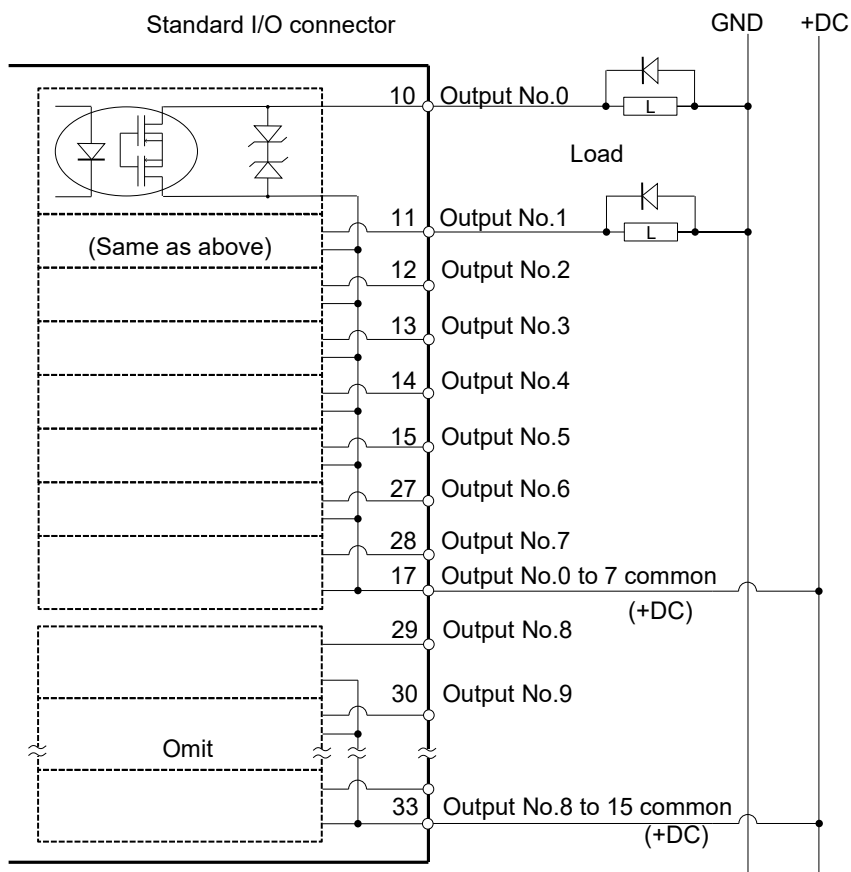 Standard I/O connector
GND
+DC
10 Output No.0
L
Load
11 Output No.1
L
(Same as above)
12 Output No.2
13 Output No.3
14 Output No.4
15 Output No.5
27 Output No.6
28 Output No.7
17 Output No.0 to 7 common
(+DC)
29 Output No.8
30 Output No.9
Omit
33 Output No.8 to 15 common
(+DC)